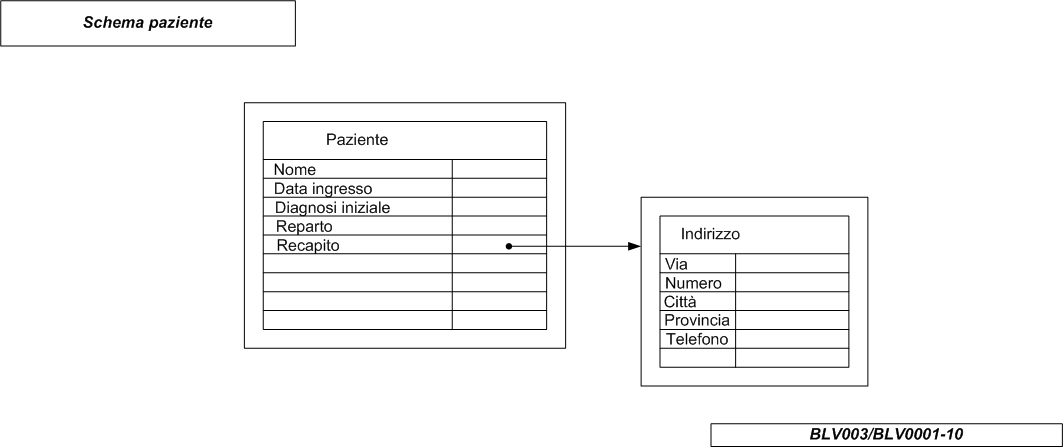 Schema paziente
Paziente
Nome
Data ingresso
Diagnosi iniziale
Reparto
Recapito
Indirizzo
Via
Numero
Città
Provincia
Telefono
BLV003/BLV0001-10